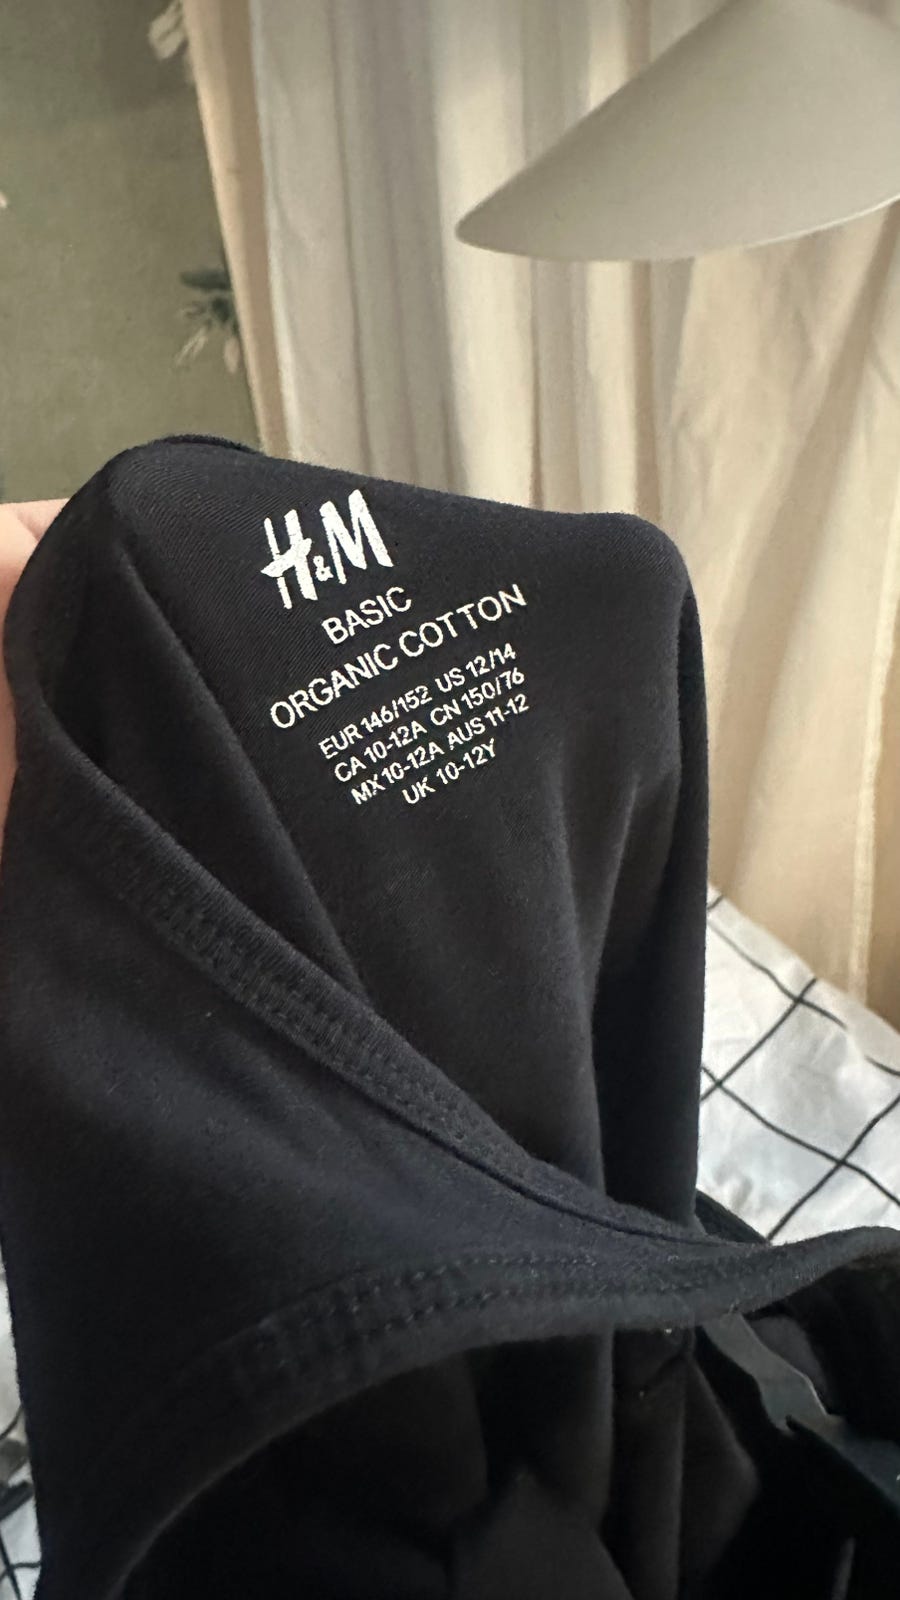 H&M
BASIC
ORGANIC COTTON
EUR 146/152 US 12/14
CA 10-12A CN 150/76
MX 10-12A AUS 11-12
UK 10-12Y